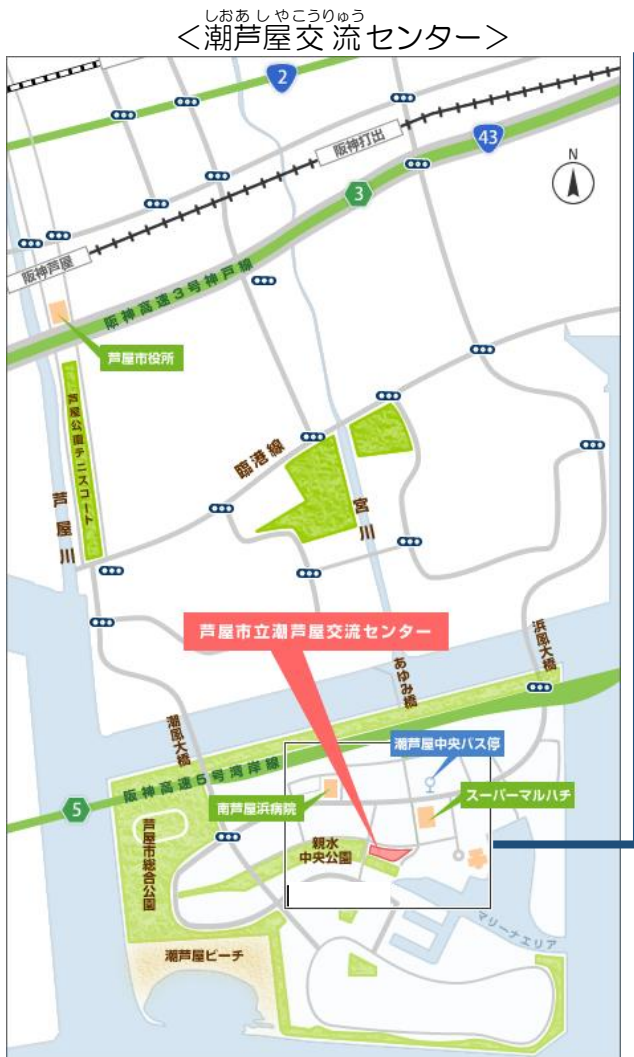 しおあしやこうりゅう
＜潮芦屋交流センター＞
2
阪神打出
43
N
3
阪神芦屋
阪神高速3号神戸線
芦屋市役所
芦屋公園テニスコート
臨港線
芦屋川
宮川
芦屋市立潮芦屋交流センター
浜風大橋
あゆみ橋
潮風大橋
潮芦屋中央バス停
阪神高速5号湾岸線
スーパーマルハチ
5
南芦屋浜病院
芦屋市総合公園
親水
中央公園
マリーナエリア
潮芦屋ビーチ